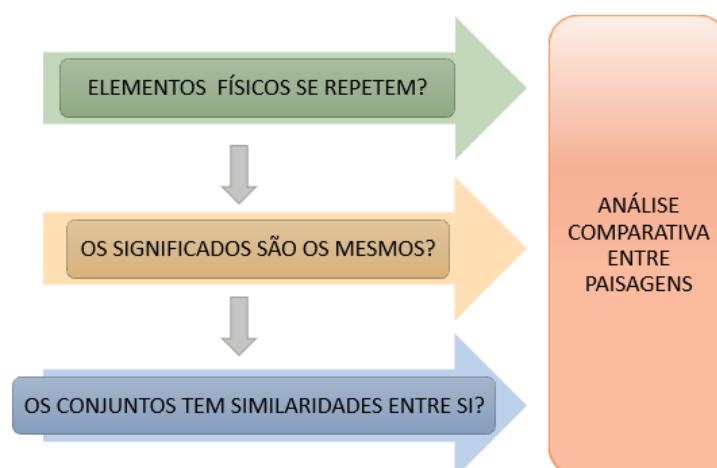 ELEMENTOS FÍSICOS SE REPETEM?
OS SIGNIFICADOS SÃO OS MESMOS?
OS CONJUNTOS TEM SIMILARIDADES ENTRE SI?
ANÁLISE
COMPARATIVA
ENTRE
PAISAGENS